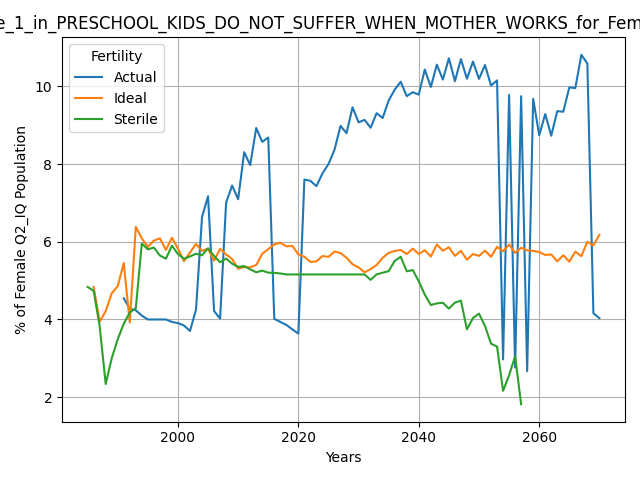 e_1_in_PRESCHOOL_KIDS_DO_NOT_SUFFER_WHEN_MOTHER_WORKS_for_Fem
Fertility
Actual
Ideal
Sterile
% of Female Q2_IQ Population
10
8
6
4
2
2000 2020 2040 2060
Years